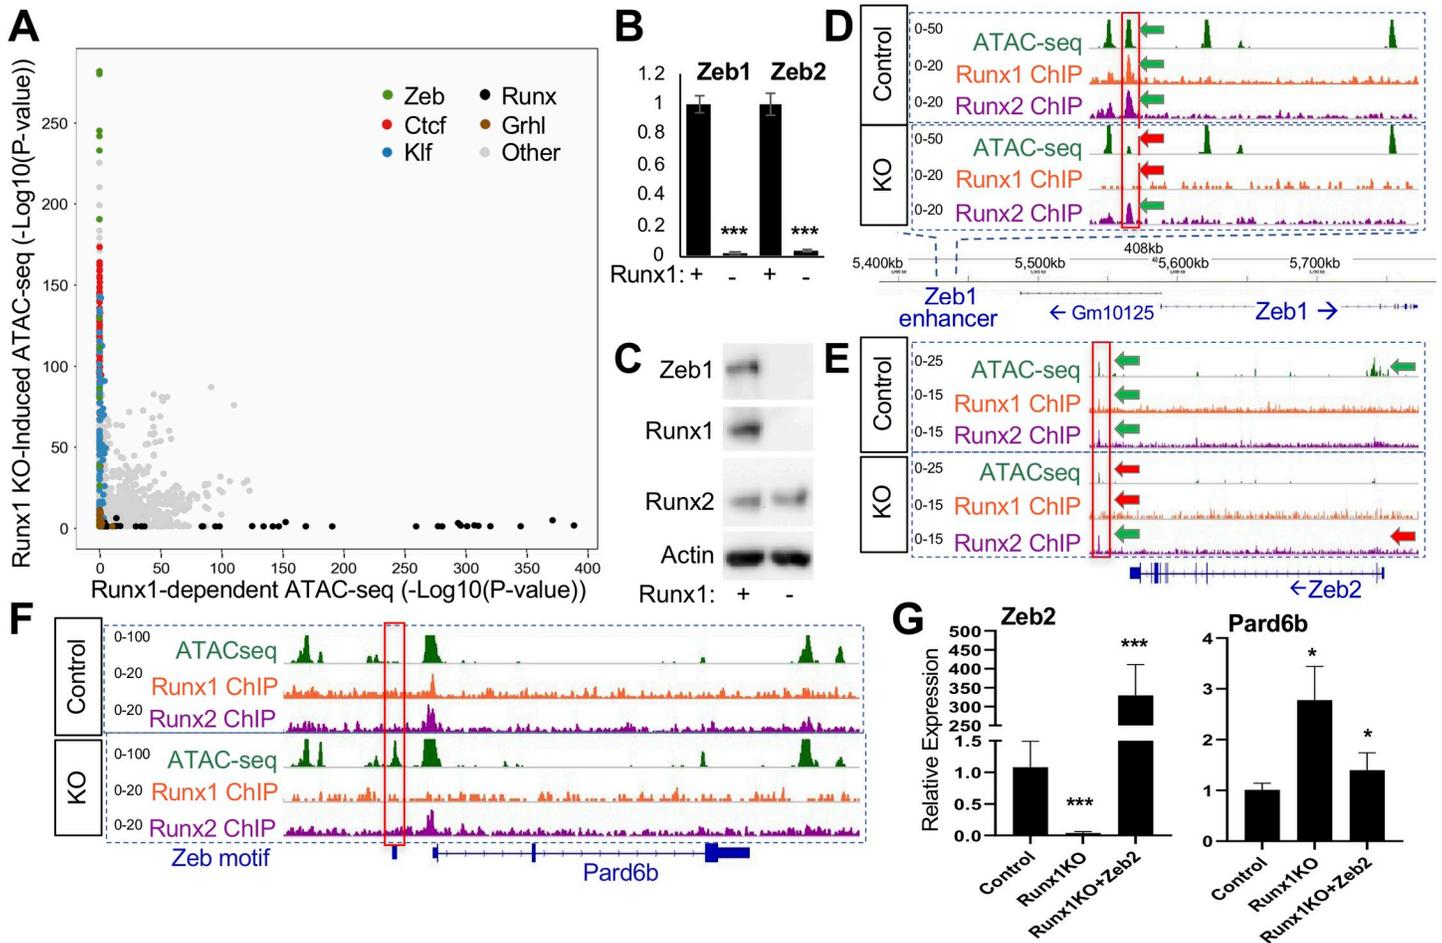 A
Runx1 KO-Induced ATAC-seq (-Log10(P-value))
250
200
150
100
50
0
Zeb
Ctcf
Klf
Runx
Grhl
Other
0 50 100 150 200 250 300 350 400
Runx1-dependent ATAC-seq (-Log10(P-value))
B
Zeb1 Zeb2
1.2
1
0.8
0.6
0.4
0.2
0
*** ***
Runx1: + - + -
C
Zeb1
Runx1
Runx2
Actin
Runx1: + -
D
Control
0-50 ATAC-seq
0-20 Runx1 ChIP
0-20 Runx2 ChIP
KO
0-50 ATAC-seq
0-20 Runx1 ChIP
0-20 Runx2 ChIP
408kb
5,400kb 5,500kb 5,600kb 5,700kb
Zeb1
enhancer
← Gm10125
Zeb1 →
E
Control
0-25 ATAC-seq
0-15 Runx1 ChIP
0-15 Runx2 ChIP
KO
0-25 ATACseq
0-15 Runx1 ChIP
0-15 Runx2 ChIP
←Zeb2
F
Control
0-100 ATACseq
0-20 Runx1 ChIP
0-20 Runx2 ChIP
KO
0-100 ATAC-seq
0-20 Runx1 ChIP
0-20 Runx2 ChIP
Zeb motif
Pard6b
G
Zeb2
Relative Expression
500
450
400
350
300
250
1.5
1.0
0.5
0.0
***
***
Control
Runx1KO
Runx1KO+Zeb2
Pard6b
4
3
2
1
0
*
*
Control
Runx1KO
Runx1KO+Zeb2